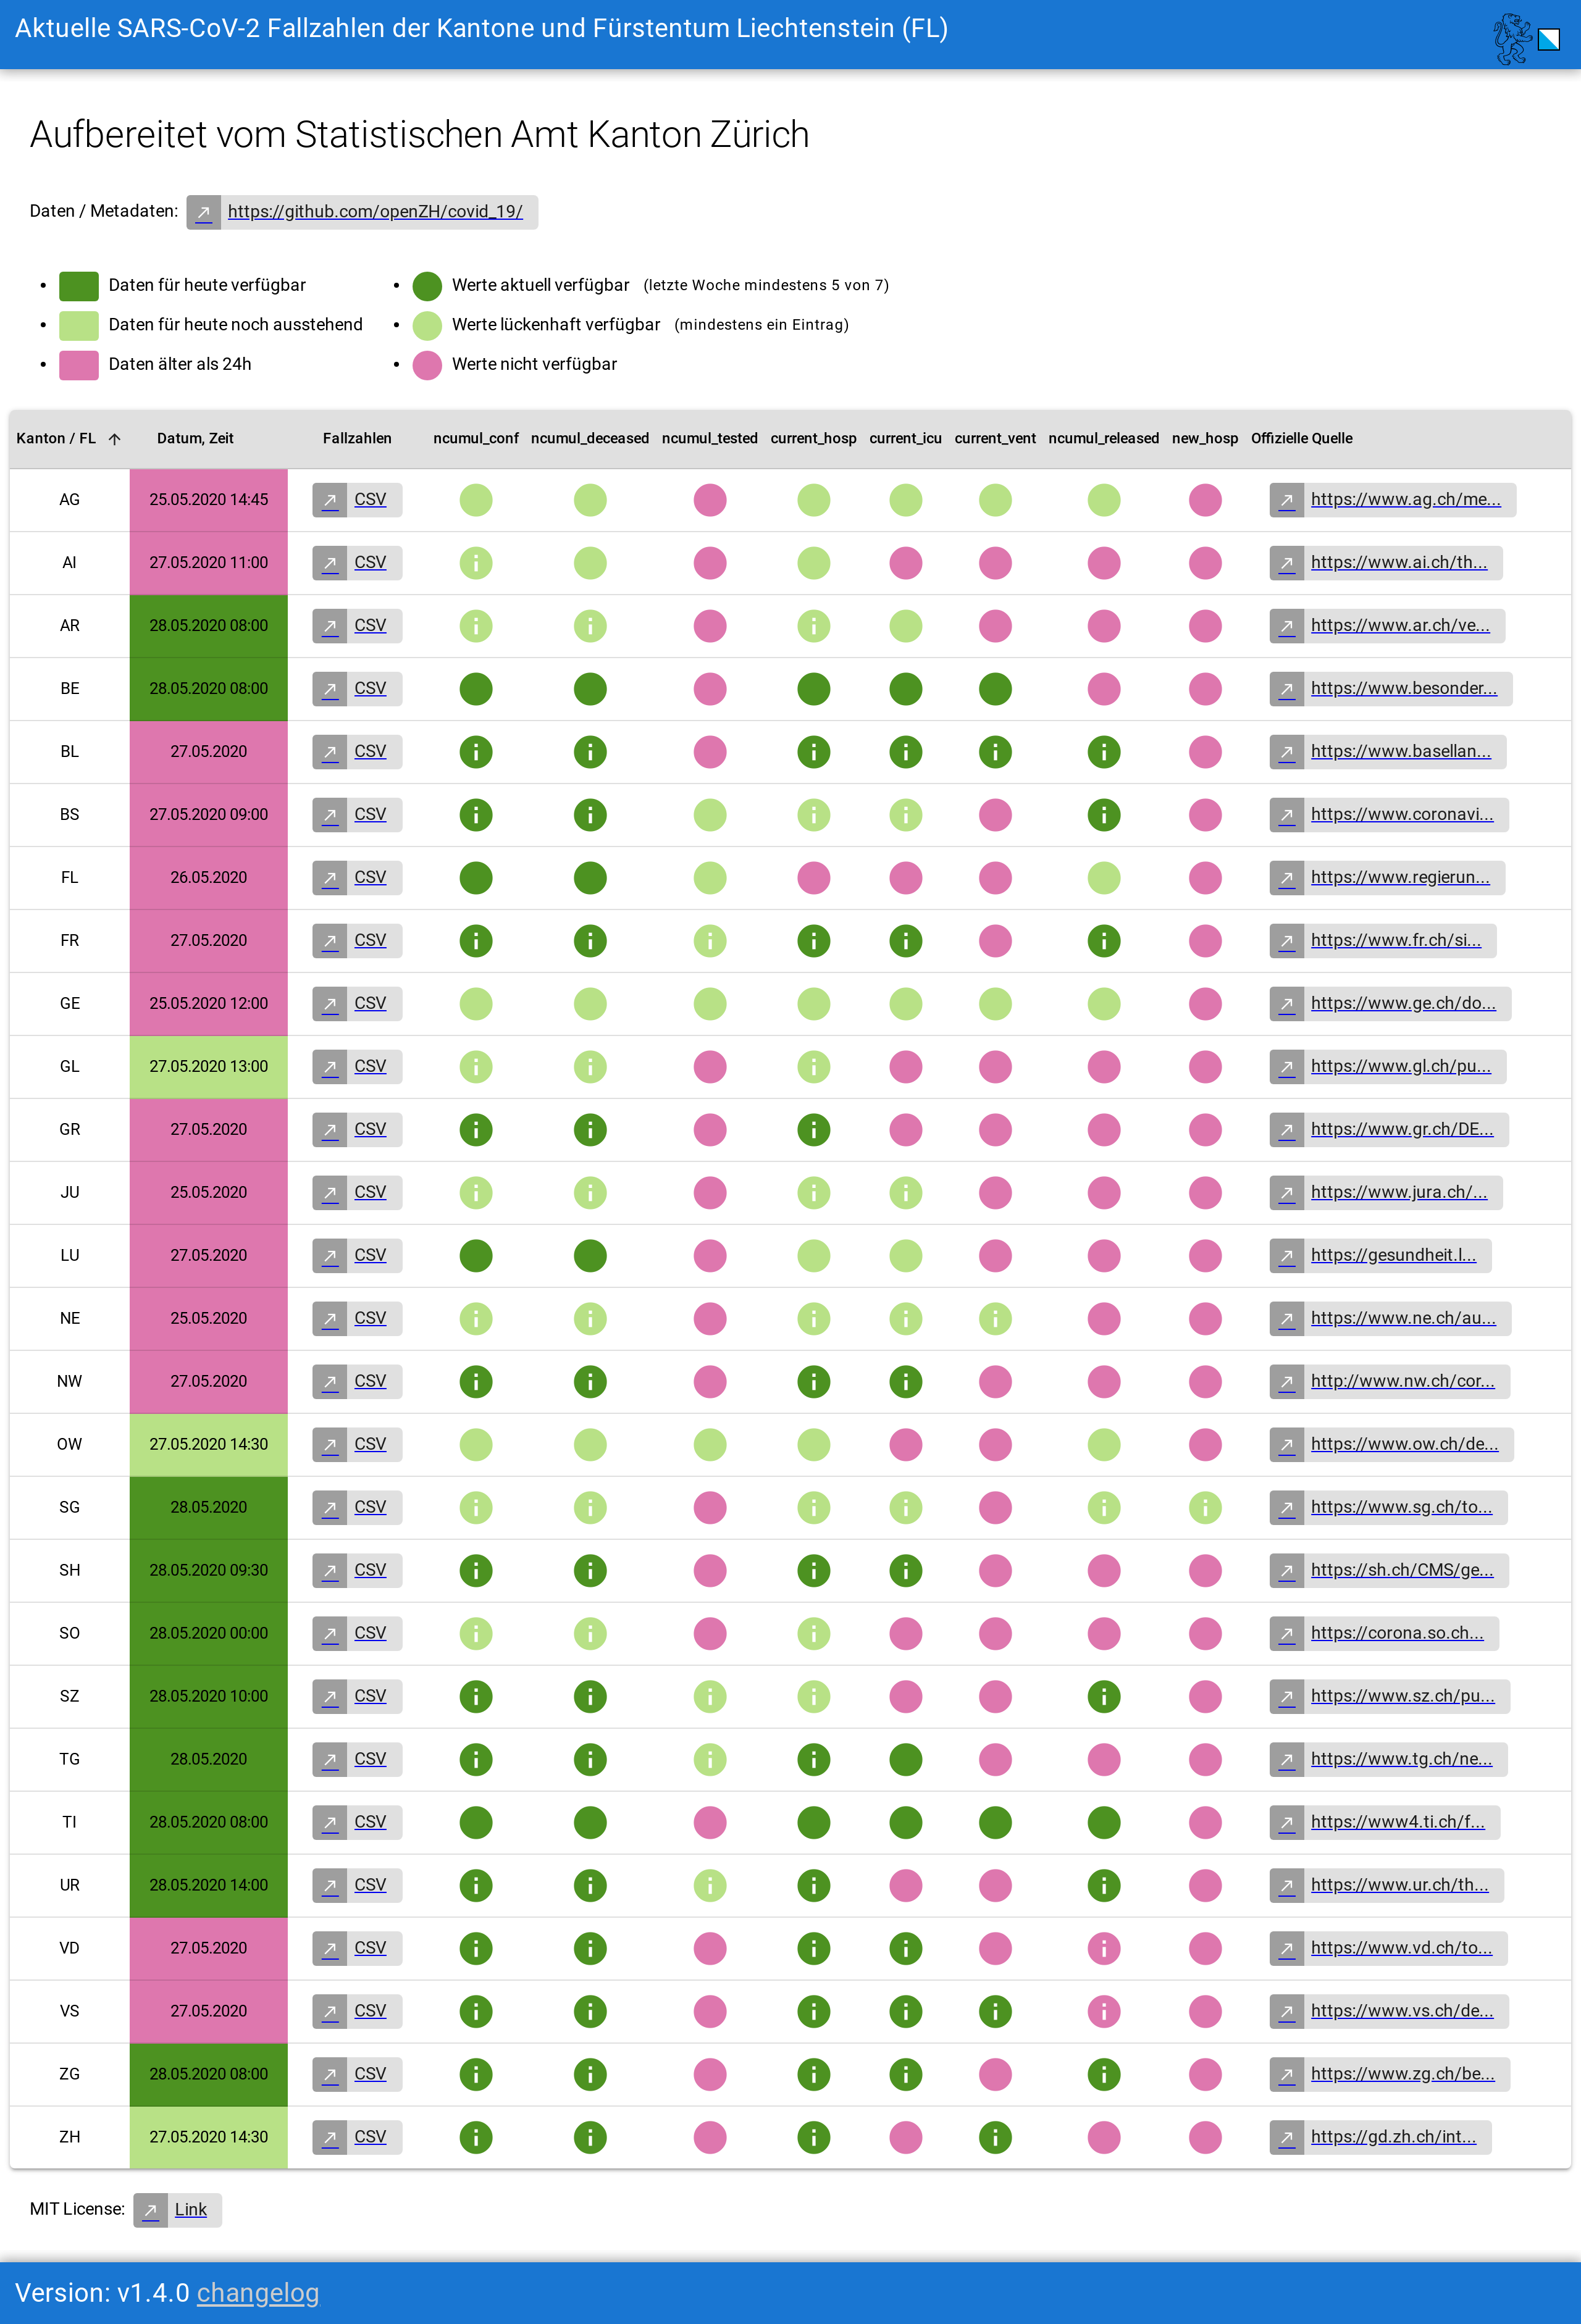 Aktuelle SARS-CoV-2 Fallzahlen der Kantone und Fürstentum Liechtenstein (FL)
Aufbereitet vom Statistischen Amt Kanton Zürich
Daten / Metadaten: https://github.com/openZH/covid_19/
Daten für heute verfügbar
Daten für heute noch ausstehend
Daten älter als 24h
Werte aktuell verfügbar (letzte Woche mindestens 5 von 7)
Werte lückenhaft verfügbar (mindestens ein Eintrag)
Werte nicht verfügbar
Kanton / FL Datum, Zeit Fallzahlen ncumul_conf ncumul_deceased ncumul_tested current_hosp current_icu current_vent ncumul_released new_hosp Offizielle Quelle
AG 25.05.2020 14:45 CSV https://www.ag.ch/me...
AI 27.05.2020 11:00 CSV https://www.ai.ch/th...
AR 28.05.2020 08:00 CSV https://www.ar.ch/ve...
BE 28.05.2020 08:00 CSV https://www.besonder...
BL 27.05.2020 CSV https://www.basellan...
BS 27.05.2020 09:00 CSV https://www.coronavi...
FL 26.05.2020 CSV https://www.regierun...
FR 27.05.2020 CSV https://www.fr.ch/si...
GE 25.05.2020 12:00 CSV https://www.ge.ch/do...
GL 27.05.2020 13:00 CSV https://www.gl.ch/pu...
GR 27.05.2020 CSV https://www.gr.ch/DE...
JU 25.05.2020 CSV https://www.jura.ch/...
LU 27.05.2020 CSV https://gesundheit.l...
NE 25.05.2020 CSV https://www.ne.ch/au...
NW 27.05.2020 CSV http://www.nw.ch/cor...
OW 27.05.2020 14:30 CSV https://www.ow.ch/de...
SG 28.05.2020 CSV https://www.sg.ch/to...
SH 28.05.2020 09:30 CSV https://sh.ch/CMS/ge...
SO 28.05.2020 00:00 CSV https://corona.so.ch...
SZ 28.05.2020 10:00 CSV https://www.sz.ch/pu...
TG 28.05.2020 CSV https://www.tg.ch/ne...
TI 28.05.2020 08:00 CSV https://www4.ti.ch/f...
UR 28.05.2020 14:00 CSV https://www.ur.ch/th...
VD 27.05.2020 CSV https://www.vd.ch/to...
VS 27.05.2020 CSV https://www.vs.ch/de...
ZG 28.05.2020 08:00 CSV https://www.zg.ch/be...
ZH 27.05.2020 14:30 CSV https://gd.zh.ch/int...
MIT License: Link
Version: v1.4.0 changelog